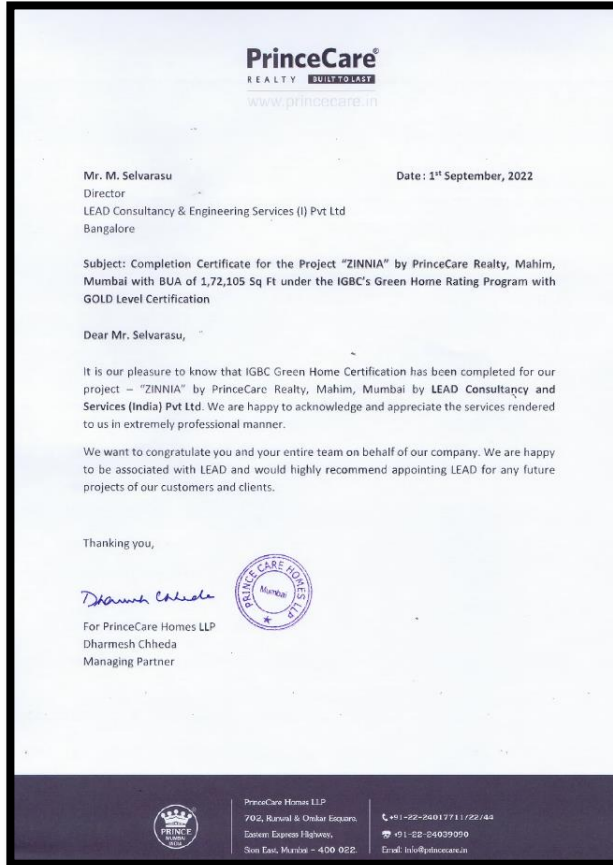 PrinceCare®
REALTY BUILT TO LAST
www.princecare.in
Mr. M. Selvarasu Date : 1st September, 2022
Director
LEAD Consultancy & Engineering Services (I) Pvt Ltd
Bangalore
Subject: Completion Certificate for the Project “ZINNIA” by PrinceCare Realty, Mahim,
Mumbai with BUA of 1,72,105 Sq Ft under the IGBC's Green Home Rating Program with
GOLD Level Certification
Dear Mr. Selvarasu,
It is our pleasure to know that IGBC Green Home Certification has been completed for our
project – “ZINNIA” by PrinceCare Realty, Mahim, Mumbai by LEAD Consultancy and
Services (India) Pvt Ltd. We are happy to acknowledge and appreciate the services rendered
to us in extremely professional manner.
We want to congratulate you and your entire team on behalf of our company. We are happy
to be associated with LEAD and would highly recommend appointing LEAD for any future
projects of our customers and clients.
Thanking you,
Dharmesh Chheda
PRINCE CARE HOMES LLP
Mumbai
For PrinceCare Homes LLP
Dharmesh Chheda
Managing Partner
PRINCE
MUMBAI
INDIA
PrinceCare Homes LLP
702, Runwal & Omkar Esquare,
Eastern Express Highway,
Sion East, Mumbai – 400 022.
+91-22-24017711/22/44
+91-22-24039090
Email: info@princecare.in